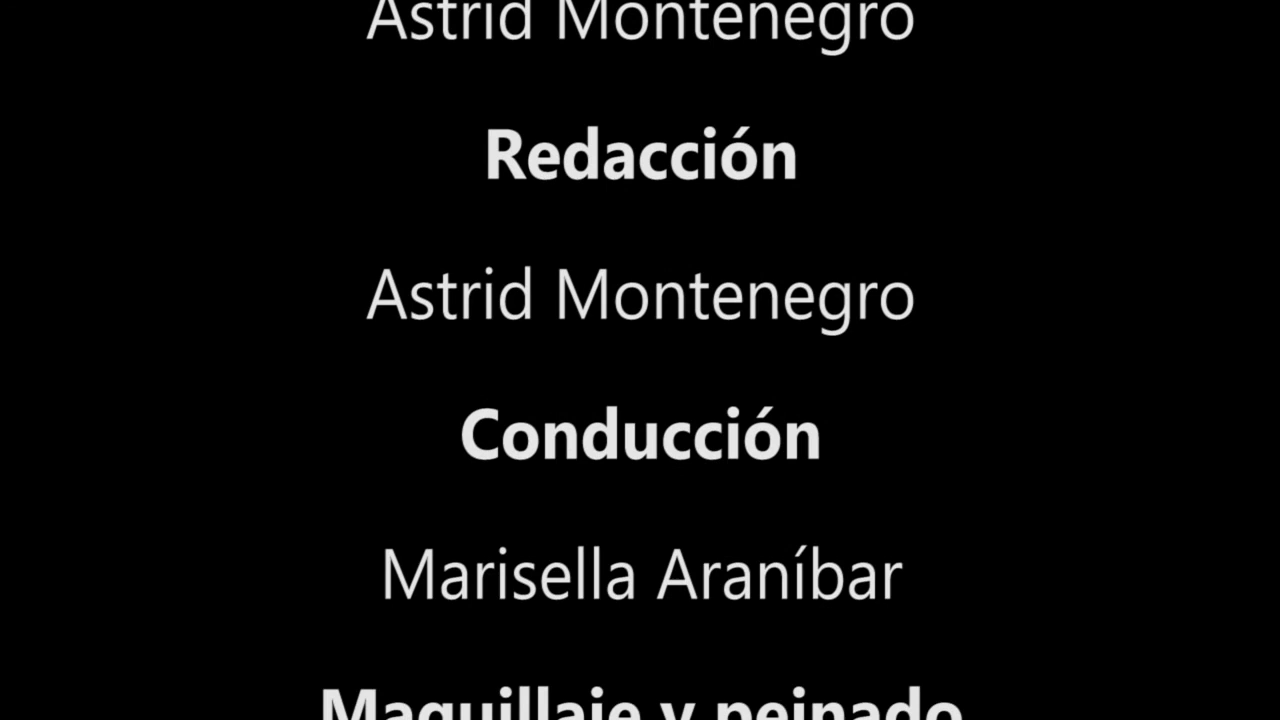 Astrid Montenegro
Redacción
Astrid Montenegro
Conducción
Marisella Araníbar
Maquillaje y peinado